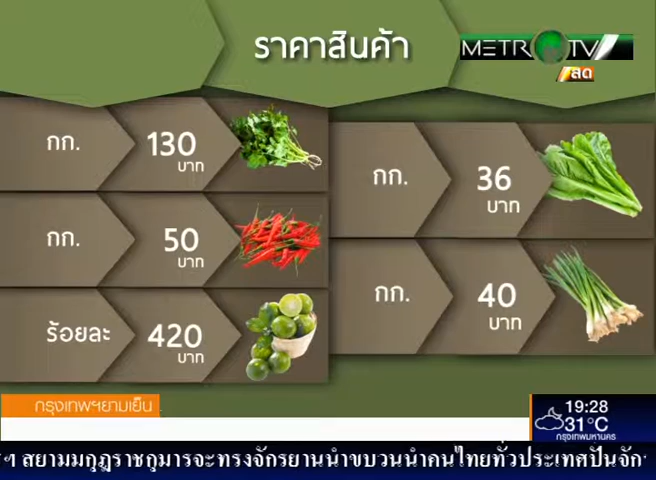 ราคาสินค้า
METR TV
สด
กก. 130 บาท
กก. 50 บาท
ร้อยละ 420 บาท
กก. 36 บาท
กก. 40 บาท
กรุงเทพฯยามเย็น
19:28
31°C
กรุงเทพมหานคร
ฯ สยามมกุฎราชกุมารจะทรงจักรยานนำขบวนนำคนไทยทั่วประเทศปั่นจัก